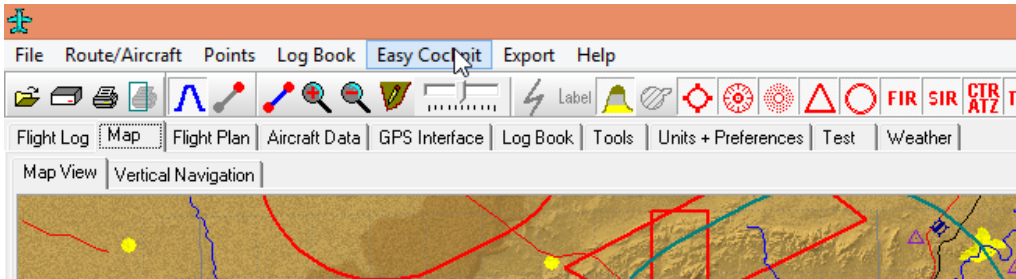 File Route/Aircraft Points Log Book Easy Cockpit Export Help
Label FIR SIR CTR
ATZ
Flight Log Map Flight Plan Aircraft Data GPS Interface Log Book Tools Units + Preferences Test Weather
Map View Vertical Navigation